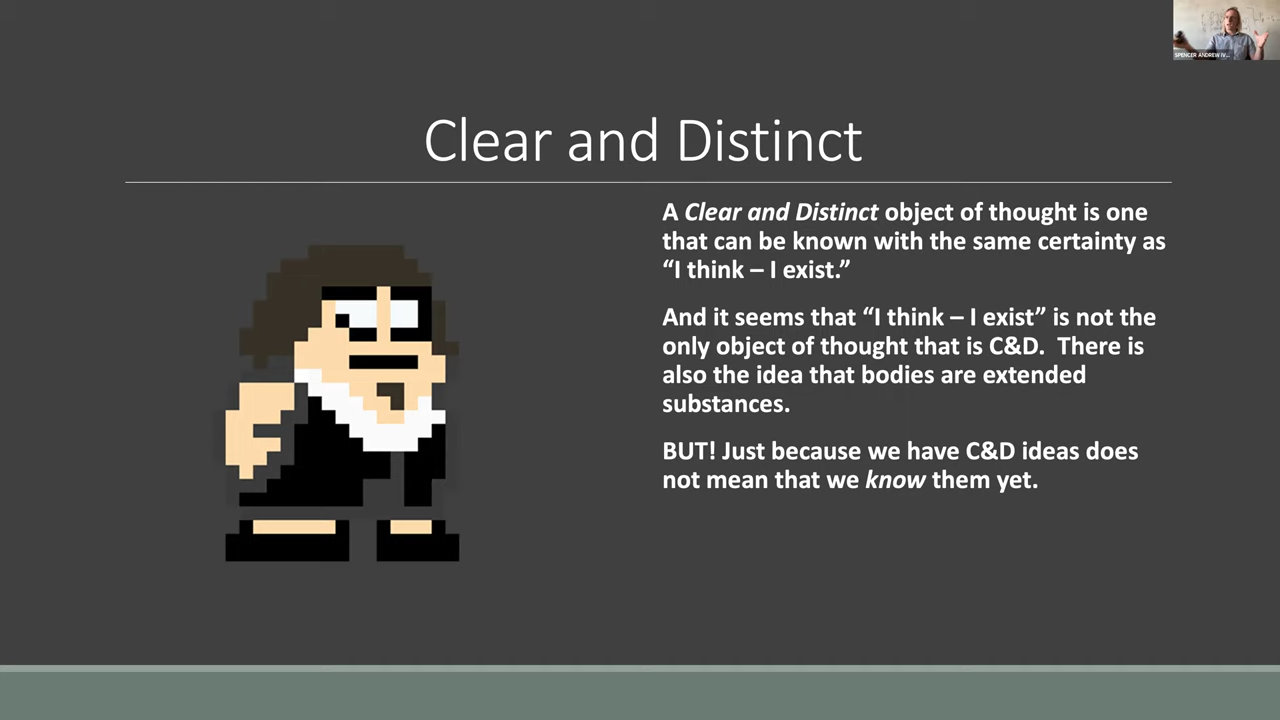 SPENCER ANDREW IV...
Clear and Distinct
A Clear and Distinct object of thought is one
that can be known with the same certainty as
“I think – I exist.”
And it seems that “I think – I exist” is not the
only object of thought that is C&D.  There is
also the idea that bodies are extended
substances.
BUT! Just because we have C&D ideas does
not mean that we know them yet.